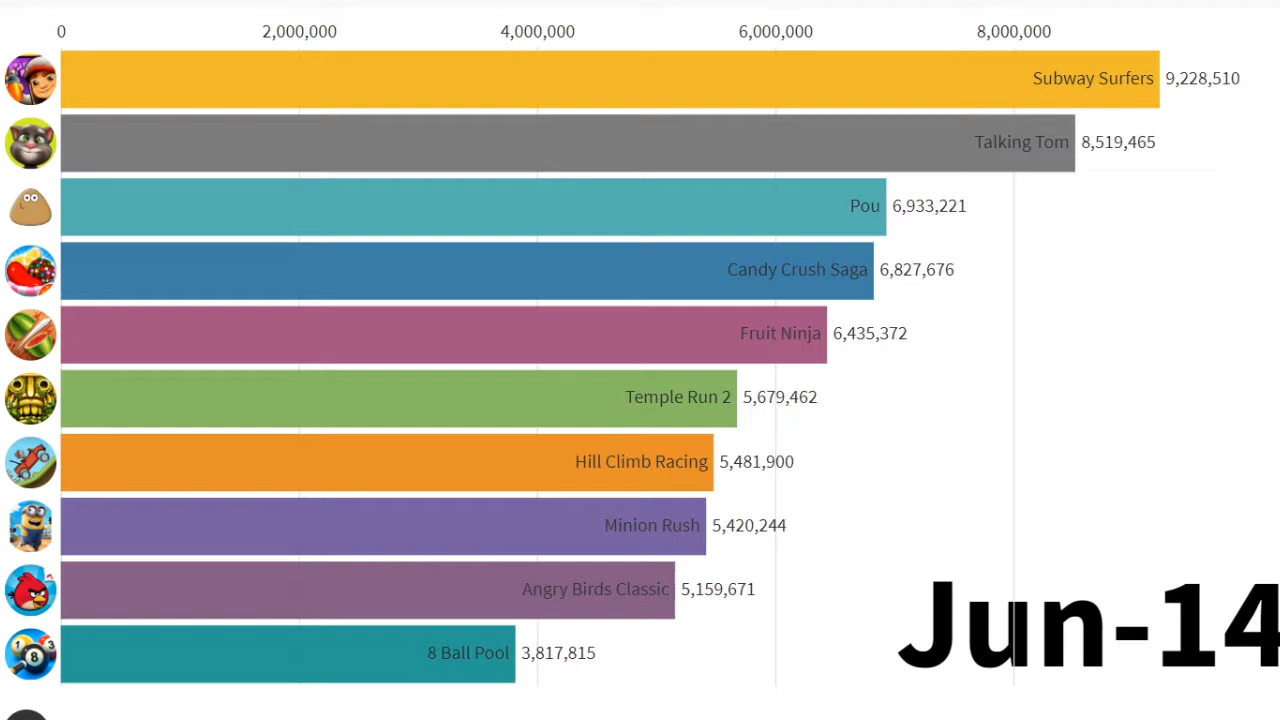 0 2,000,000 4,000,000 6,000,000 8,000,000
Subway Surfers 9,228,510
Talking Tom 8,519,465
Pou 6,933,221
Candy Crush Saga 6,827,676
Fruit Ninja 6,435,372
Temple Run 2 5,679,462
Hill Climb Racing 5,481,900
Minion Rush 5,420,244
Angry Birds Classic 5,159,671
1 3
8
8 Ball Pool 3,817,815
Jun-14